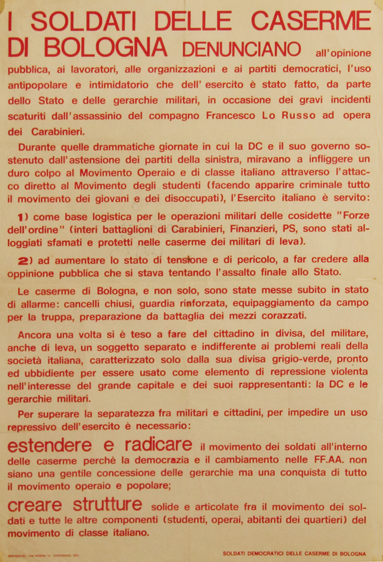 I SOLDATI DELLE CASERME
DI BOLOGNA DENUNCIANO all'opinione
pubblica, ai lavoratori, alle organizzazioni e ai partiti democratici, l'uso
antipopolare e intimidatorio che dell'esercito è stato fatto, da parte
dello Stato e delle gerarchie militari, in occasione dei gravi incidenti
scaturiti dall'assassinio del compagno Francesco Lo Russo ad opera
dei Carabinieri.
Durante quelle drammatiche giornate in cui la DC e il suo governo so-
stenuto dall'astensione dei partiti della sinistra, miravano a infliggere un
duro colpo al Movimento Operaio e di classe italiano attraverso l'attac-
co diretto al Movimento degli studenti (facendo apparire criminale tutto
il movimento dei giovani e dei disoccupati), l'Esercito italiano è servito:
1) come base logistica per le operazioni militari delle cosidette "Forze
dell'ordine" (interi battaglioni di Carabinieri, Finanzieri, PS, sono stati al-
loggiati sfamati e protetti nelle caserme dei militari di leva).
2) ad aumentare lo stato di tensione e di pericolo, a far credere alla
oppinione pubblica che si stava tentando l'assalto finale allo Stato.
Le caserme di Bologna, e non solo, sono state messe subito in stato
di allarme: cancelli chiusi, guardia rinforzata, equipaggiamento da campo
per la truppa, preparazione da battaglia dei mezzi corazzati.
Ancora una volta si è teso a fare del cittadino in divisa, del militare,
anche di leva, un soggetto separato e indifferente ai problemi reali della
società italiana, caratterizzato solo dalla sua divisa grigio-verde, pronto
ed ubbidiente per essere usato come elemento di repressione violenta
nell'interesse del grande capitale e dei suoi rappresentanti: la DC e le
gerarchie militari.
Per superare la separatezza fra militari e cittadini, per impedire un uso
repressivo dell'esercito è necessario:
estendere e radicare il movimento dei soldati all'interno
delle caserme perché la democrazia e il cambiamento nelle FF.AA. non
siano una gentile concessione delle gerarchie ma una conquista di tutto
il movimento operaio e popolare;
creare strutture solide e articolate fra il movimento dei sol-
dati e tutte le altre componenti (studenti, operai, abitanti dei quartieri) del
movimento di classe italiano.
SOLDATI DEMOCRATICI DELLE CASERME DI BOLOGNA